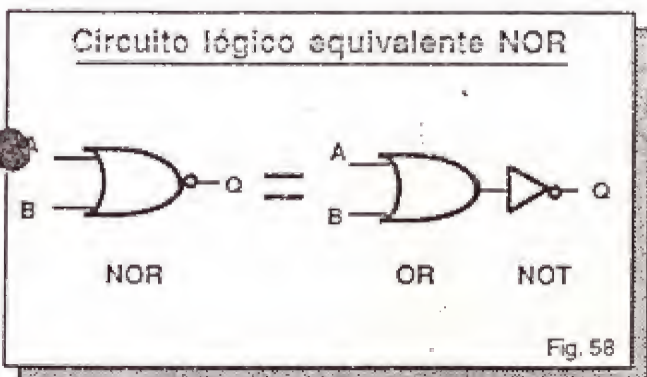 Circuito lógico equivalente NOR
A
B
Q
=
A
B
Q
NOR
OR
NOT
Fig. 58